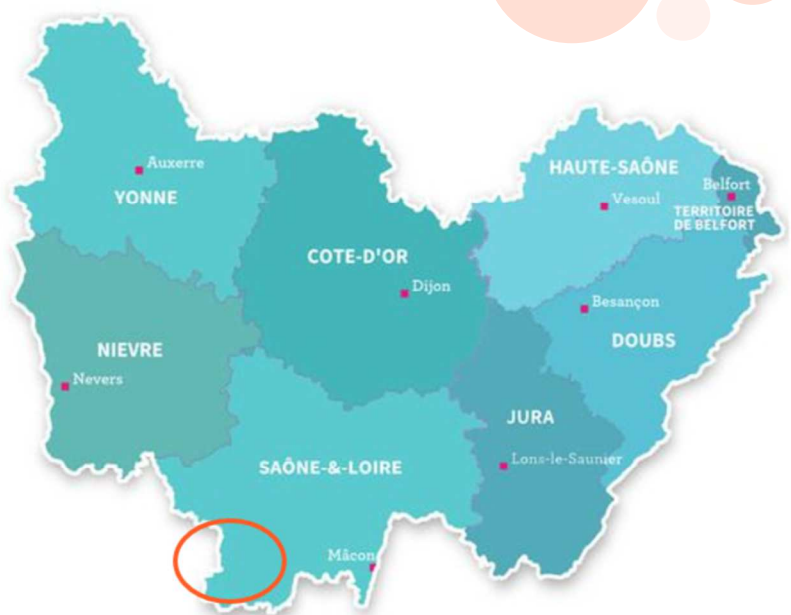 Auxerre
YONNE
HAUTE-SAÔNE
Vesoul
Belfort
TERRITOIRE
DE BELFORT
COTE-D'OR
Dijon
Besançon
DOUBS
NIEVRE
Nevers
JURA
Lons-le-Saunier
SAÔNE-&-LOIRE
Mâcon